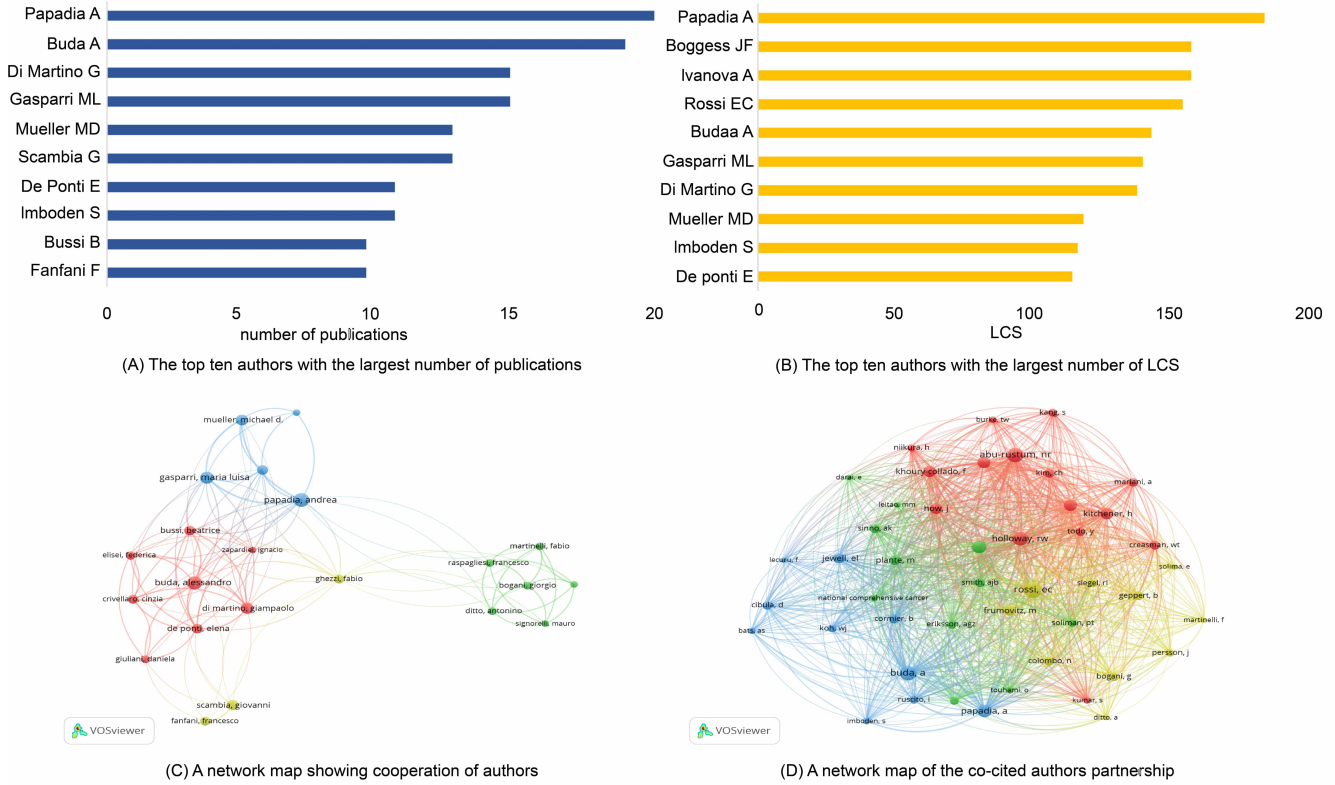 Papadia A
Buda A
Di Martino G
Gasparri ML
Mueller MD
Scambia G
De Ponti E
Imboden S
Bussi B
Fanfani F
0
5
10
15
20
number of publications
(A) The top ten authors with the largest number of publications
Papadia A
Boggess JF
Ivanova A
Rossi EC
Budaa A
Gasparri ML
Di Martino G
Mueller MD
Imboden S
De ponti E
0
50
100
150
200
LCS
(B) The top ten authors with the largest number of LCS
mueller, michael d.
gasparri, maria luisa
papadia, andrea
bussi, beatrice
elisei, federica
zapardiel, ignacio
buda, alessandro
ghezzi, fabio
crivellaro, cinzia
di martino, giampaolo
de ponti, elena
giuliani, daniela
scambia, giovanni
fanfani, francesco
martinelli, fabio
raspagliesi, francesco
bogani, giorgio
ditto, antonino
signorelli, mauro
VOSviewer
(C) A network map showing cooperation of authors
kang, s
burke, tw
niikura, h
abu-rustum, nr
khoury-collado, f
kim, ch
darai, e
mariani, a
leitao, mm
how, j
kitchener, h
sinno, ak
todo, y
holloway, rw
creasman, wt
lecuru, f
jewell, el
plante, m
solima, e
smith, ajb
siegel, rl
rossi, ec
geppert, b
national comprehensive cancer
cibula, d
frumovitz, m
cormier, b
eriksson, agz
soliman, pt
martinelli, f
bats, as
koh, wj
persson, j
colombo, n
buda, a
bogani, g
touhami, o
ruscito, i
kumar, s
papadia, a
imboden, s
ditto, a
VOSviewer
(D) A network map of the co-cited authors partnership